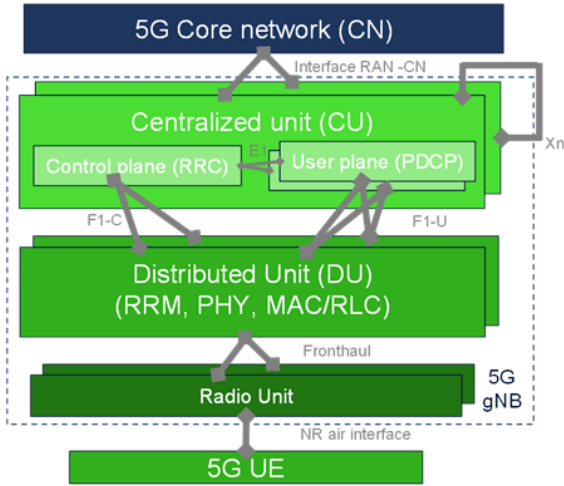 5G Core network (CN)
Interface RAN -CN
Centralized unit (CU)
Xn
Control plane (RRC)
E1
User plane (PDCP)
F1-C
F1-U
Distributed Unit (DU)
(RRM, PHY, MAC/RLC)
Fronthaul
Radio Unit
5G
gNB
NR air interface
5G UE